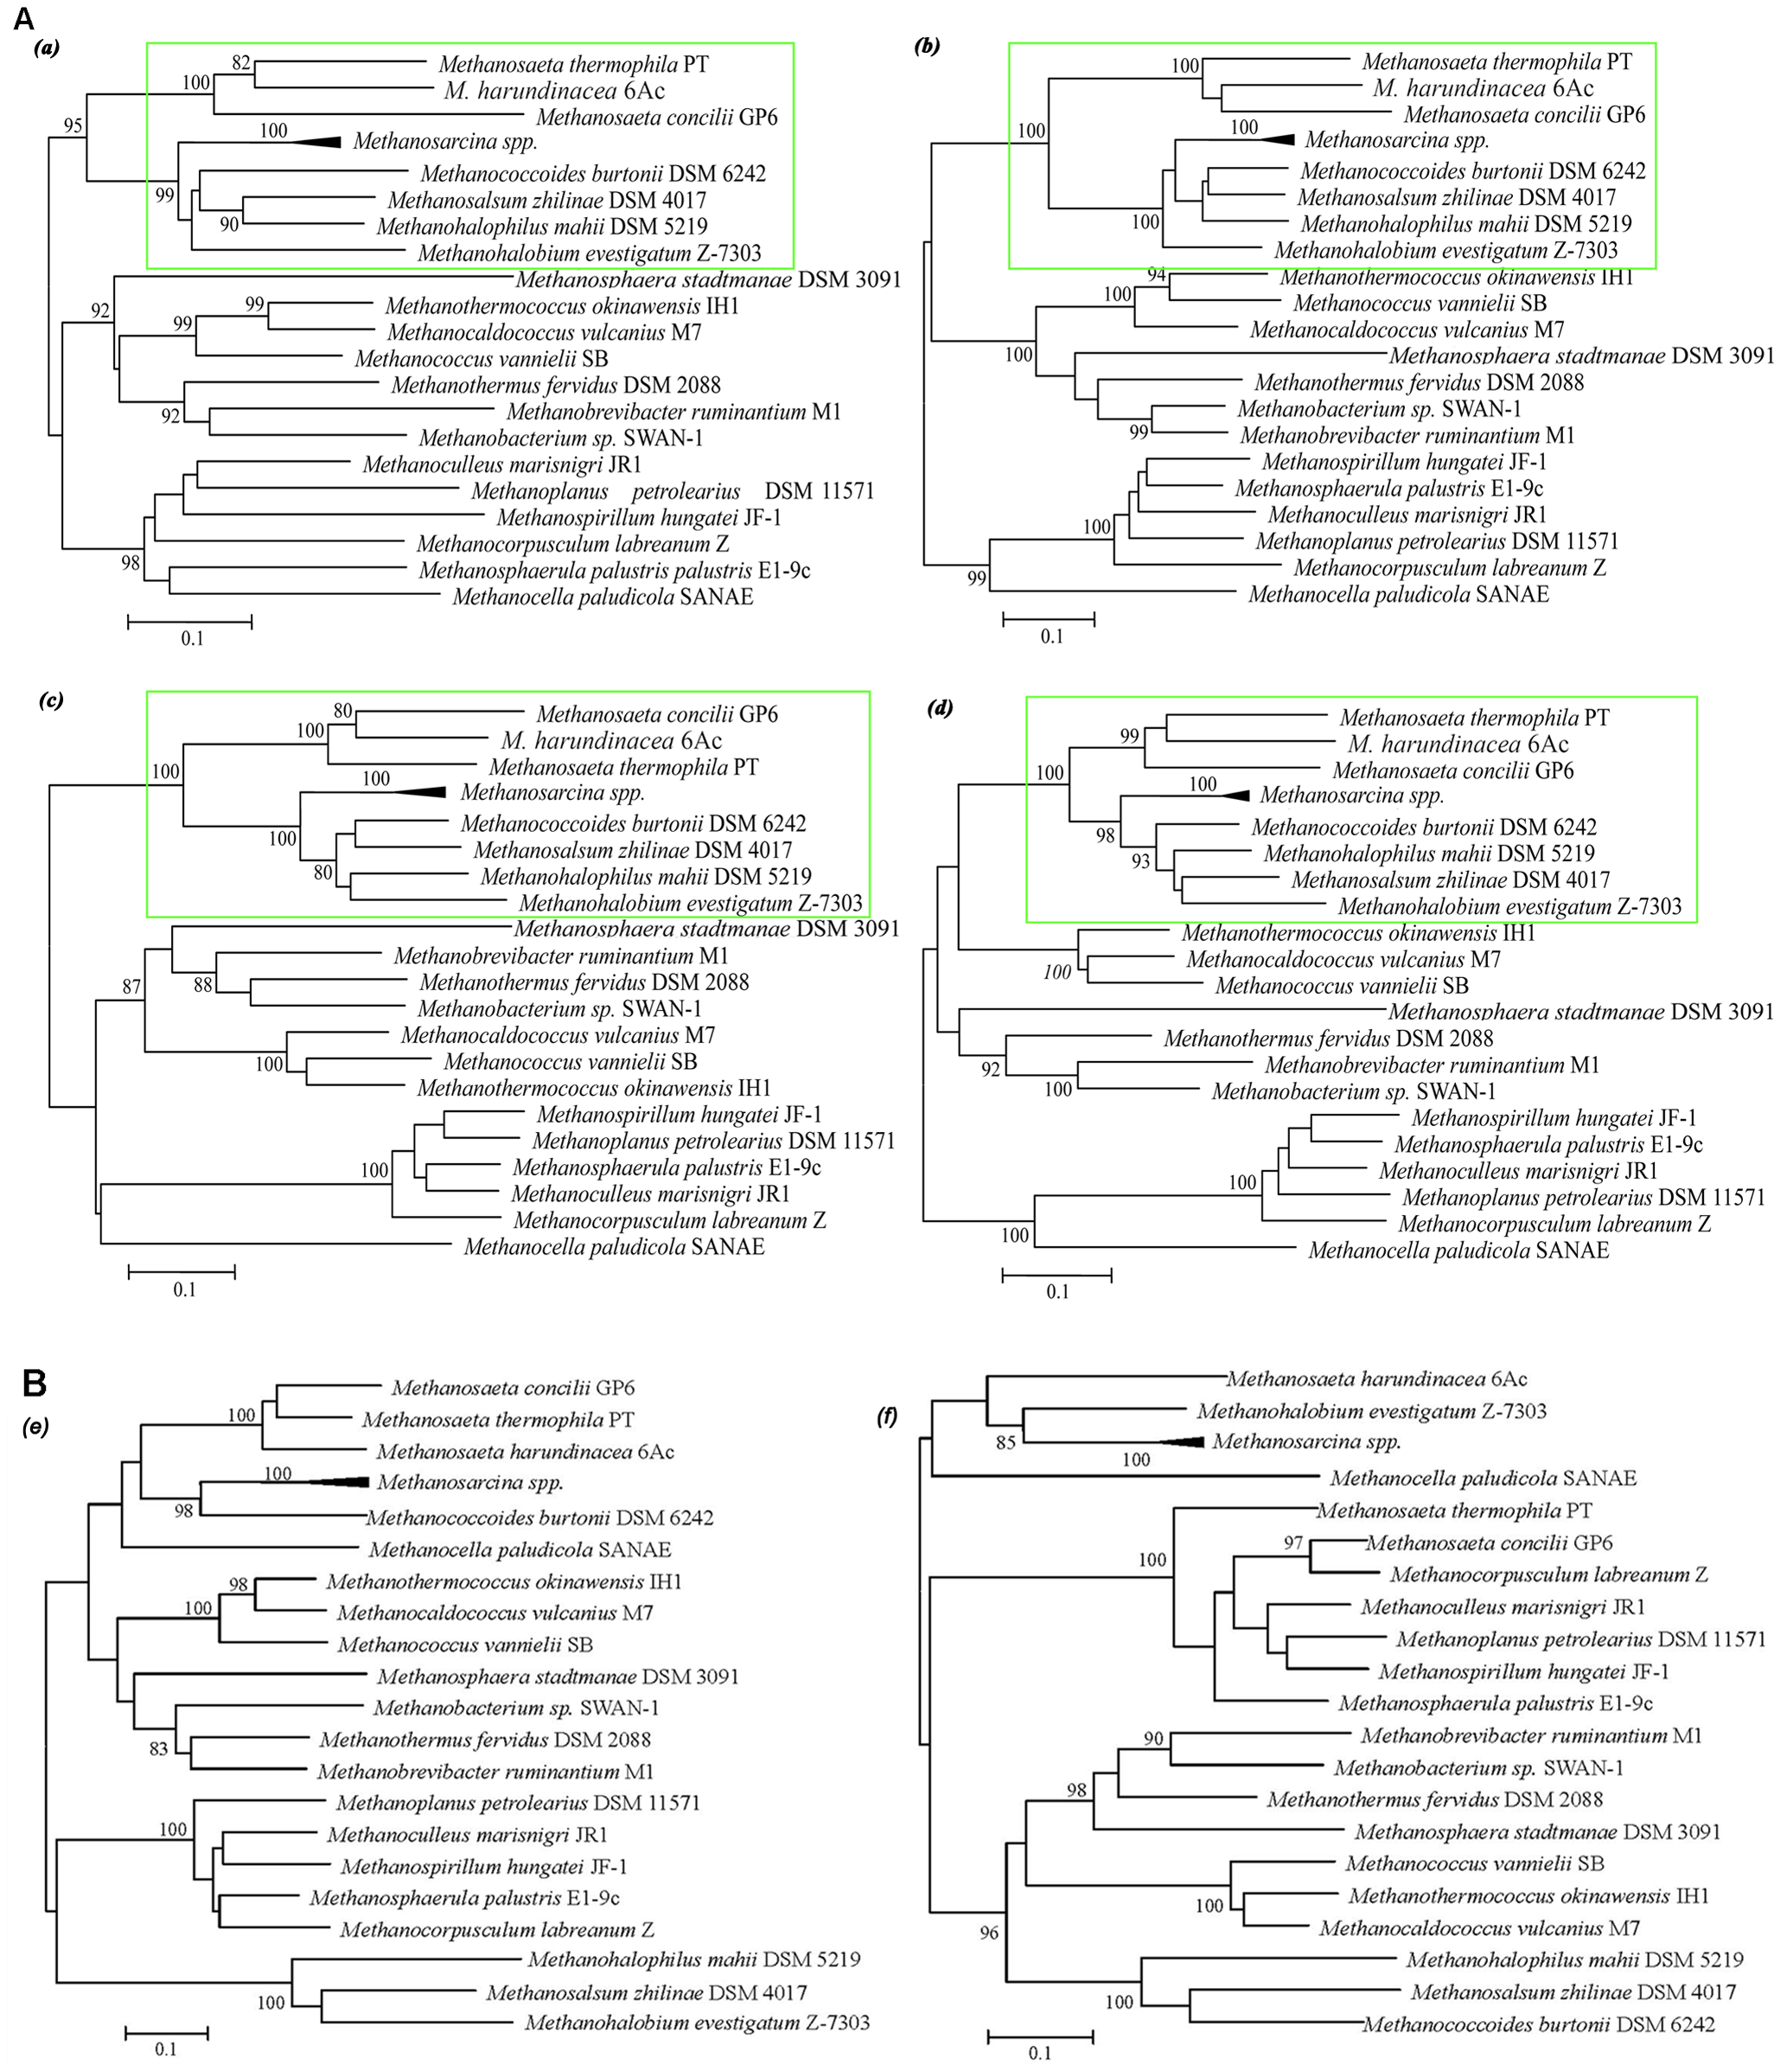 A
(a)
82
Methanosaeta thermophila PT
100
M. harundinacea 6Ac
Methanosaeta concilii GP6
95
100
Methanosarcina spp.
Methanococcoides burtonii DSM 6242
99
Methanosalsum zhilinae DSM 4017
90
Methanohalophilus mahii DSM 5219
Methanohalobium evestigatum Z-7303
Methanosphaera stadtmanae DSM 3091
92
99
Methanothermococcus okinawensis IH1
99
Methanocaldococcus vulcanius M7
Methanococcus vannielii SB
Methanothermus fervidus DSM 2088
92
Methanobrevibacter ruminantium M1
Methanobacterium sp. SWAN-1
Methanoculleus marisnigri JR1
Methanoplanus petrolearius DSM 11571
Methanospirillum hungatei JF-1
Methanocorpusculum labreanum Z
98
Methanosphaerula palustris palustris E1-9c
Methanocella paludicola SANAE
0.1
(b)
100
Methanosaeta thermophila PT
M. harundinacea 6Ac
Methanosaeta concilii GP6
100
100
Methanosarcina spp.
Methanococcoides burtonii DSM 6242
Methanosalsum zhilinae DSM 4017
100
Methanohalophilus mahii DSM 5219
Methanohalobium evestigatum Z-7303
94
Methanothermococcus okinawensis IH1
100
Methanococcus vannielii SB
Methanocaldococcus vulcanius M7
100
Methanosphaera stadtmanae DSM 3091
Methanothermus fervidus DSM 2088
Methanobacterium sp. SWAN-1
99
Methanobrevibacter ruminantium M1
Methanospirillum hungatei JF-1
Methanosphaerula palustris E1-9c
Methanoculleus marisnigri JR1
100
Methanoplanus petrolearius DSM 11571
Methanocorpusculum labreanum Z
99
Methanocella paludicola SANAE
0.1
(c)
80
Methanosaeta concilii GP6
100
M. harundinacea 6Ac
Methanosaeta thermophila PT
100
100
Methanosarcina spp.
Methanococcoides burtonii DSM 6242
100
Methanosalsum zhilinae DSM 4017
80
Methanohalophilus mahii DSM 5219
Methanohalobium evestigatum Z-7303
Methanosphaera stadtmanae DSM 3091
Methanobrevibacter ruminantium M1
87
88
Methanothermus fervidus DSM 2088
Methanobacterium sp. SWAN-1
Methanocaldococcus vulcanius M7
100
Methanococcus vannielii SB
Methanothermococcus okinawensis IH1
Methanospirillum hungatei JF-1
Methanoplanus petrolearius DSM 11571
100
Methanosphaerula palustris E1-9c
Methanoculleus marisnigri JR1
Methanocorpusculum labreanum Z
Methanocella paludicola SANAE
0.1
(d)
Methanosaeta thermophila PT
99
M. harundinacea 6Ac
Methanosaeta concilii GP6
100
100
Methanosarcina spp.
98
Methanococcoides burtonii DSM 6242
93
Methanohalophilus mahii DSM 5219
Methanosalsum zhilinae DSM 4017
Methanohalobium evestigatum Z-7303
Methanothermococcus okinawensis IH1
100
Methanocaldococcus vulcanius M7
Methanococcus vannielii SB
Methanosphaera stadtmanae DSM 3091
Methanothermus fervidus DSM 2088
92
Methanobrevibacter ruminantium M1
100
Methanobacterium sp. SWAN-1
Methanospirillum hungatei JF-1
Methanosphaerula palustris E1-9c
Methanoculleus marisnigri JR1
100
Methanoplanus petrolearius DSM 11571
Methanocorpusculum labreanum Z
100
Methanocella paludicola SANAE
0.1
B
(e)
Methanosaeta concilii GP6
100
Methanosaeta thermophila PT
Methanosaeta harundinacea 6Ac
100
Methanosarcina spp.
98
Methanococcoides burtonii DSM 6242
Methanocella paludicola SANAE
98
Methanothermococcus okinawensis IH1
100
Methanocaldococcus vulcanius M7
Methanococcus vannielii SB
Methanosphaera stadtmanae DSM 3091
Methanobacterium sp. SWAN-1
83
Methanothermus fervidus DSM 2088
Methanobrevibacter ruminantium M1
Methanoplanus petrolearius DSM 11571
100
Methanoculleus marisnigri JR1
Methanospirillum hungatei JF-1
Methanosphaerula palustris E1-9c
Methanocorpusculum labreanum Z
Methanohalophilus mahii DSM 5219
100
Methanosalsum zhilinae DSM 4017
Methanohalobium evestigatum Z-7303
0.1
(f)
Methanosaeta harundinacea 6Ac
Methanohalobium evestigatum Z-7303
85
Methanosarcina spp.
100
Methanocella paludicola SANAE
Methanosaeta thermophila PT
100
97
Methanosaeta concilii GP6
Methanocorpusculum labreanum Z
Methanoculleus marisnigri JR1
Methanoplanus petrolearius DSM 11571
Methanospirillum hungatei JF-1
Methanosphaerula palustris E1-9c
90
Methanobrevibacter ruminantium M1
Methanobacterium sp. SWAN-1
98
Methanothermus fervidus DSM 2088
Methanosphaera stadtmanae DSM 3091
Methanococcus vannielii SB
100
Methanothermococcus okinawensis IH1
Methanocaldococcus vulcanius M7
96
Methanohalophilus mahii DSM 5219
100
Methanosalsum zhilinae DSM 4017
Methanococcoides burtonii DSM 6242
0.1